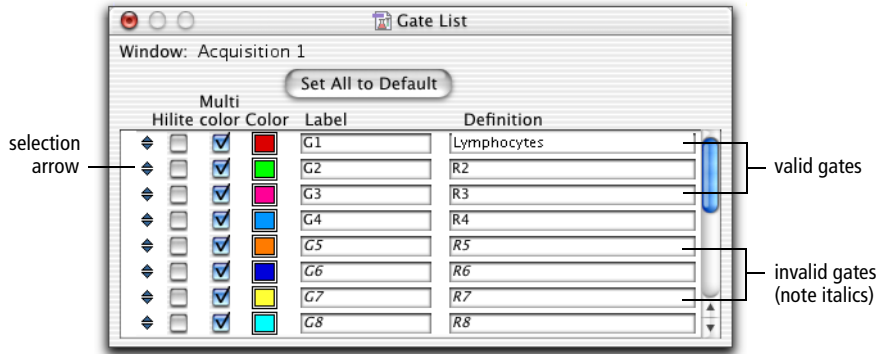 Gate List
Window: Acquisition 1
Set All to Default
Multi
Hilite color Color Label Definition
selection
arrow
G1 Lymphocytes
G2 R2
G3 R3
valid gates
G4 R4
G5 R5
G6 R6
G7 R7
G8 R8
invalid gates
(note italics)